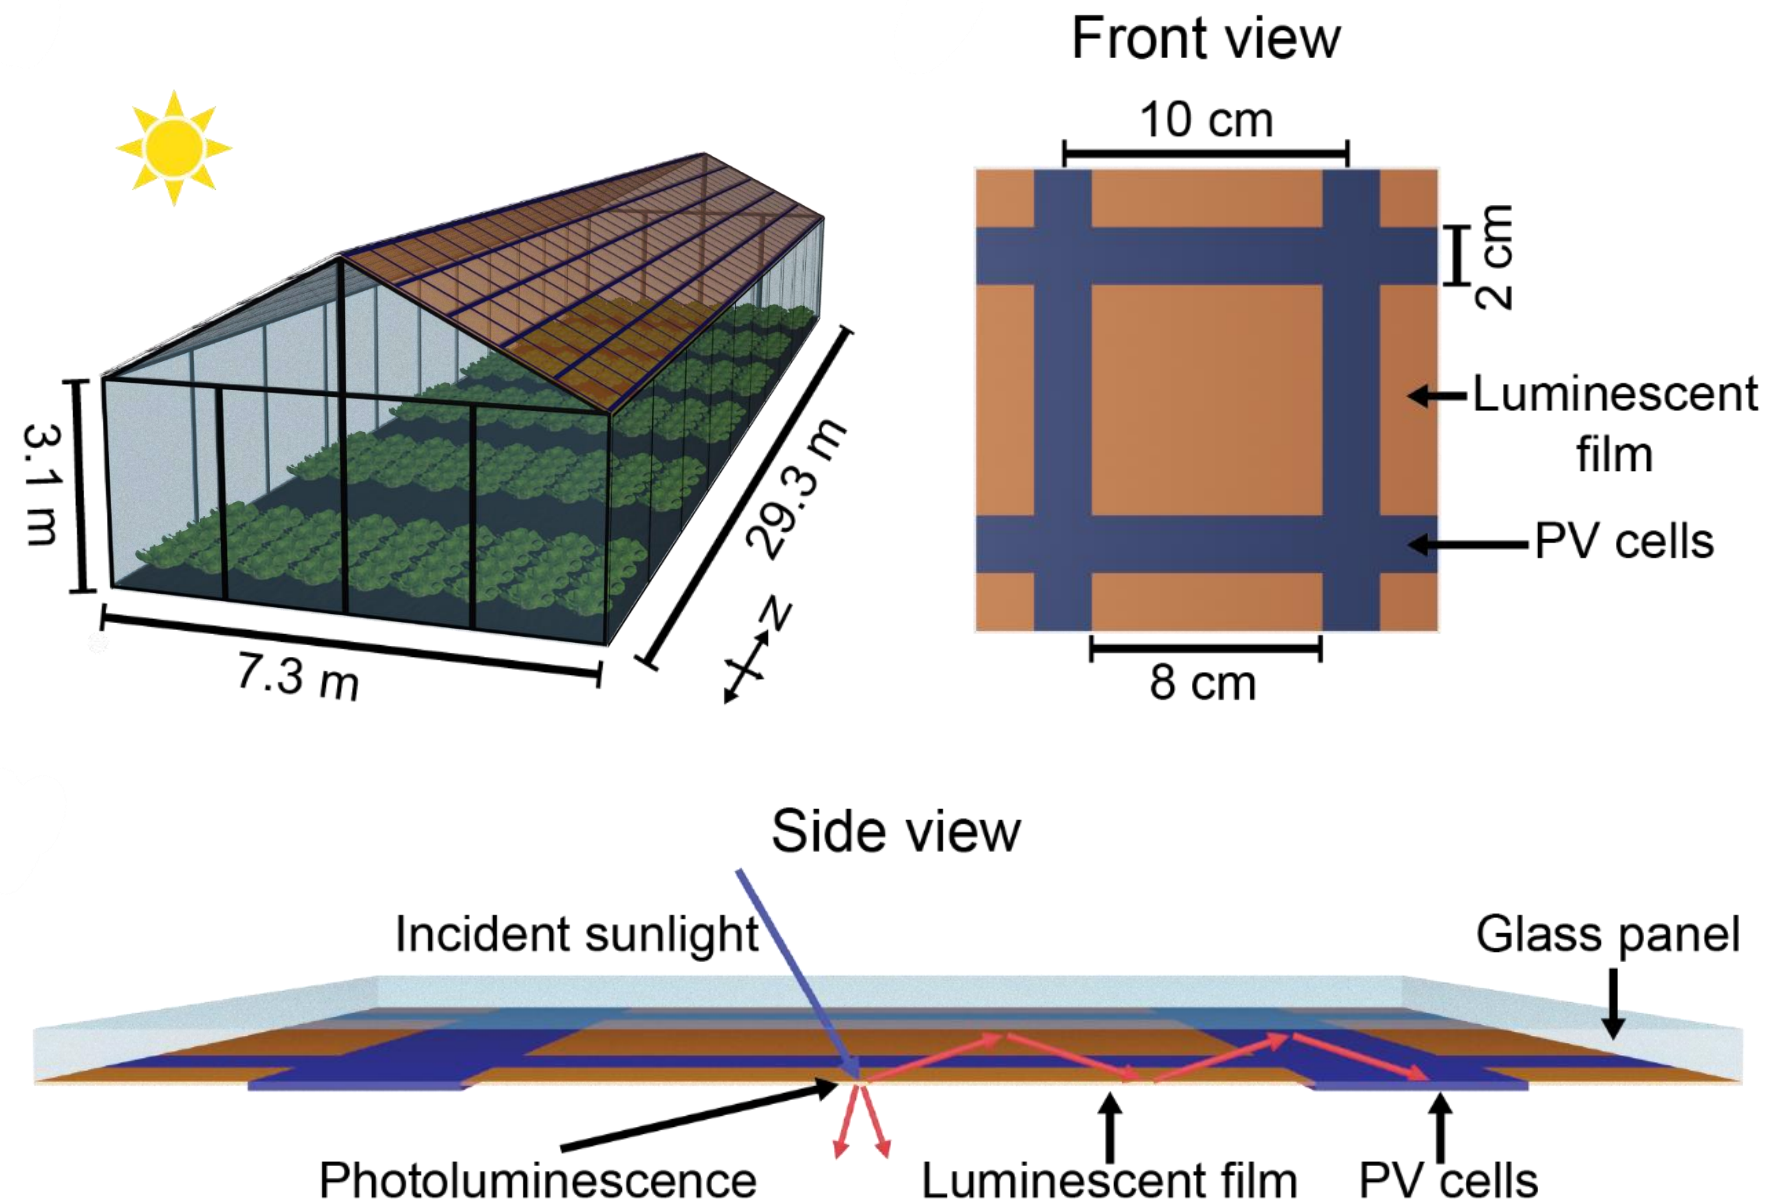 Front view
10 cm
2 cm
Luminescent
film
PV cells
8 cm
3.1 m
7.3 m
29.3 m
N
Side view
Incident sunlight
Glass panel
Photoluminescence
Luminescent film
PV cells